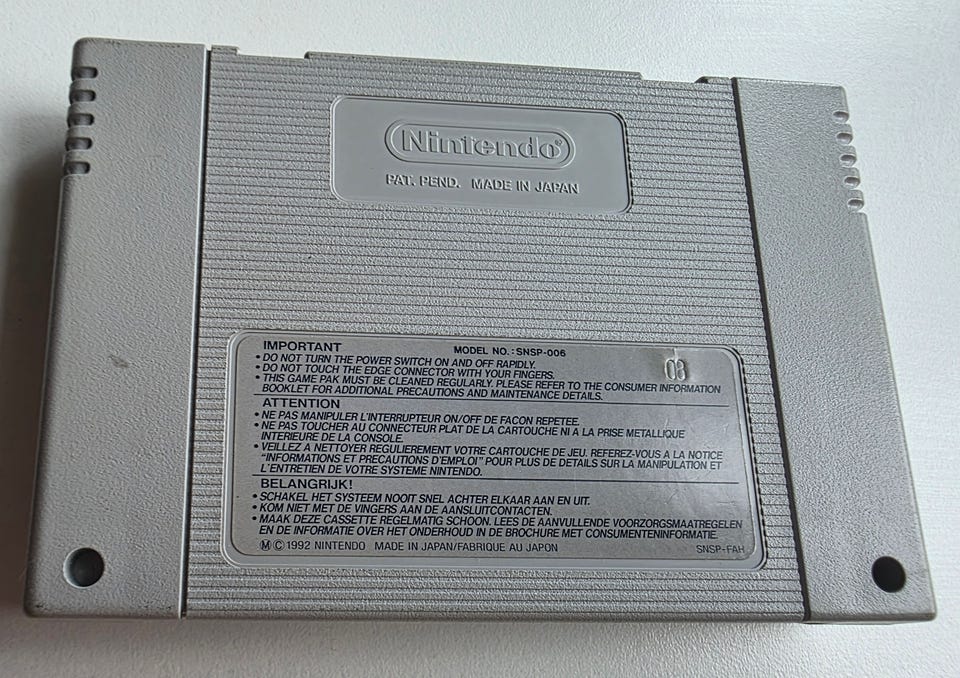 Nintendo®
PAT. PEND. MADE IN JAPAN
IMPORTANT MODEL NO.: SNSP-006
03
• DO NOT TURN THE POWER SWITCH ON AND OFF RAPIDLY.
• DO NOT TOUCH THE EDGE CONNECTOR WITH YOUR FINGERS.
• THIS GAME PAK MUST BE CLEANED REGULARLY. PLEASE REFER TO THE CONSUMER INFORMATION
BOOKLET FOR ADDITIONAL PRECAUTIONS AND MAINTENANCE DETAILS.
ATTENTION
• NE PAS MANIPULER L'INTERRUPTEUR ON/OFF DE FACON REPETEE.
• NE PAS TOUCHER AU CONNECTEUR PLAT DE LA CARTOUCHE NI A LA PRISE METALLIQUE
INTERIEURE DE LA CONSOLE.
• VEILLEZ A NETTOYER REGULIEREMENT VOTRE CARTOUCHE DE JEU. REFEREZ-VOUS A LA NOTICE
"INFORMATIONS ET PRECAUTIONS D'EMPLOI" POUR PLUS DE DETAILS SUR LA MANIPULATION ET
L'ENTRETIEN DE VOTRE SYSTEME NINTENDO.
BELANGRIJK!
• SCHAKEL HET SYSTEEM NOOIT SNEL ACHTER ELKAAR AAN EN UIT.
• KOM NIET MET DE VINGERS AAN DE AANSLUITCONTACTEN.
• MAAK DEZE CASSETTE REGELMATIG SCHOON. LEES DE AANVULLENDE VOORZORGSMAATREGELEN
EN DE INFORMATIE OVER HET ONDERHOUD IN DE BROCHURE MET CONSUMENTENINFORMATIE.
Ⓜ © 1992 NINTENDO MADE IN JAPAN/FABRIQUE AU JAPON SNSP-FAH